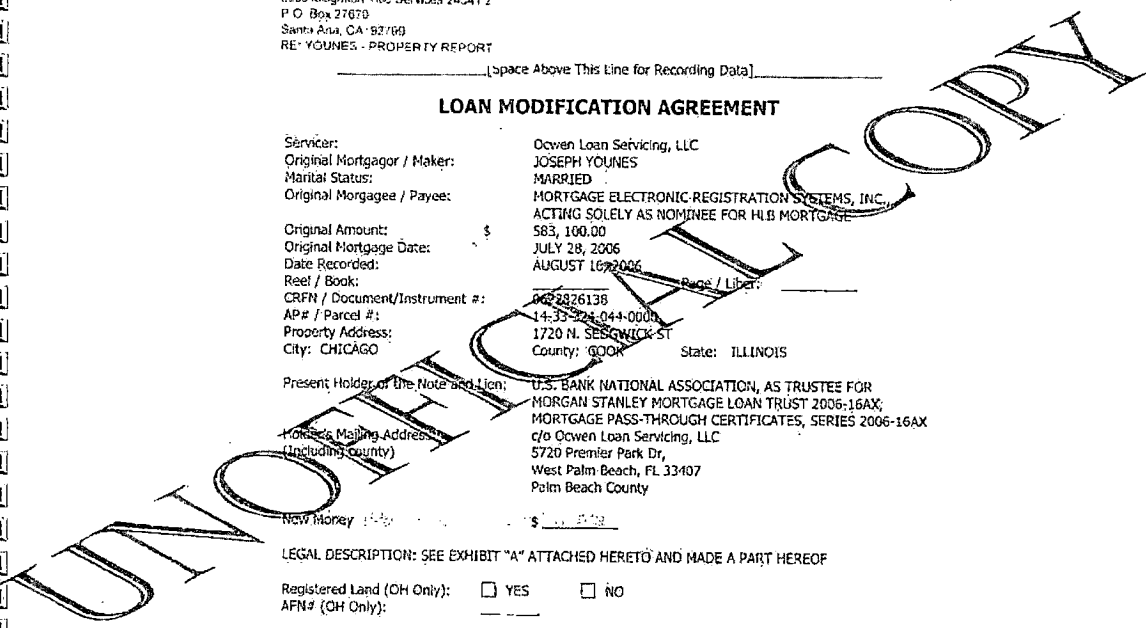 P O Box 27670
Santa Ana, CA 92799
RE: YOUNES - PROPERTY REPORT
[Space Above This Line for Recording Data]
LOAN MODIFICATION AGREEMENT
Servicer: Ocwen Loan Servicing, LLC
Original Mortgagor / Maker: JOSEPH YOUNES
Marital Status: MARRIED
Original Morgagee / Payee: MORTGAGE ELECTRONIC REGISTRATION SYSTEMS, INC.,
ACTING SOLELY AS NOMINEE FOR HLB MORTGAGE
Original Amount: $ 583, 100.00
Original Mortgage Date: JULY 28, 2006
Date Recorded: AUGUST 16, 2006
Reel / Book: Page / Liber:
CRFN / Document/Instrument #: 0622826138
AP# / Parcel #: 14-33-324-044-0000
Property Address: 1720 N. SEDGWICK ST
City: CHICAGO County: COOK State: ILLINOIS
Present Holder of the Note and Lien: U.S. BANK NATIONAL ASSOCIATION, AS TRUSTEE FOR
MORGAN STANLEY MORTGAGE LOAN TRUST 2006-16AX,
MORTGAGE PASS-THROUGH CERTIFICATES, SERIES 2006-16AX
Holder's Mailing Address: c/o Ocwen Loan Servicing, LLC
(Including county) 5720 Premier Park Dr,
West Palm Beach, FL 33407
Palm Beach County
New Money $
LEGAL DESCRIPTION: SEE EXHIBIT "A" ATTACHED HERETO AND MADE A PART HEREOF
Registered Land (OH Only): YES NO
AFN# (OH Only):
UNOFFICIAL COPY